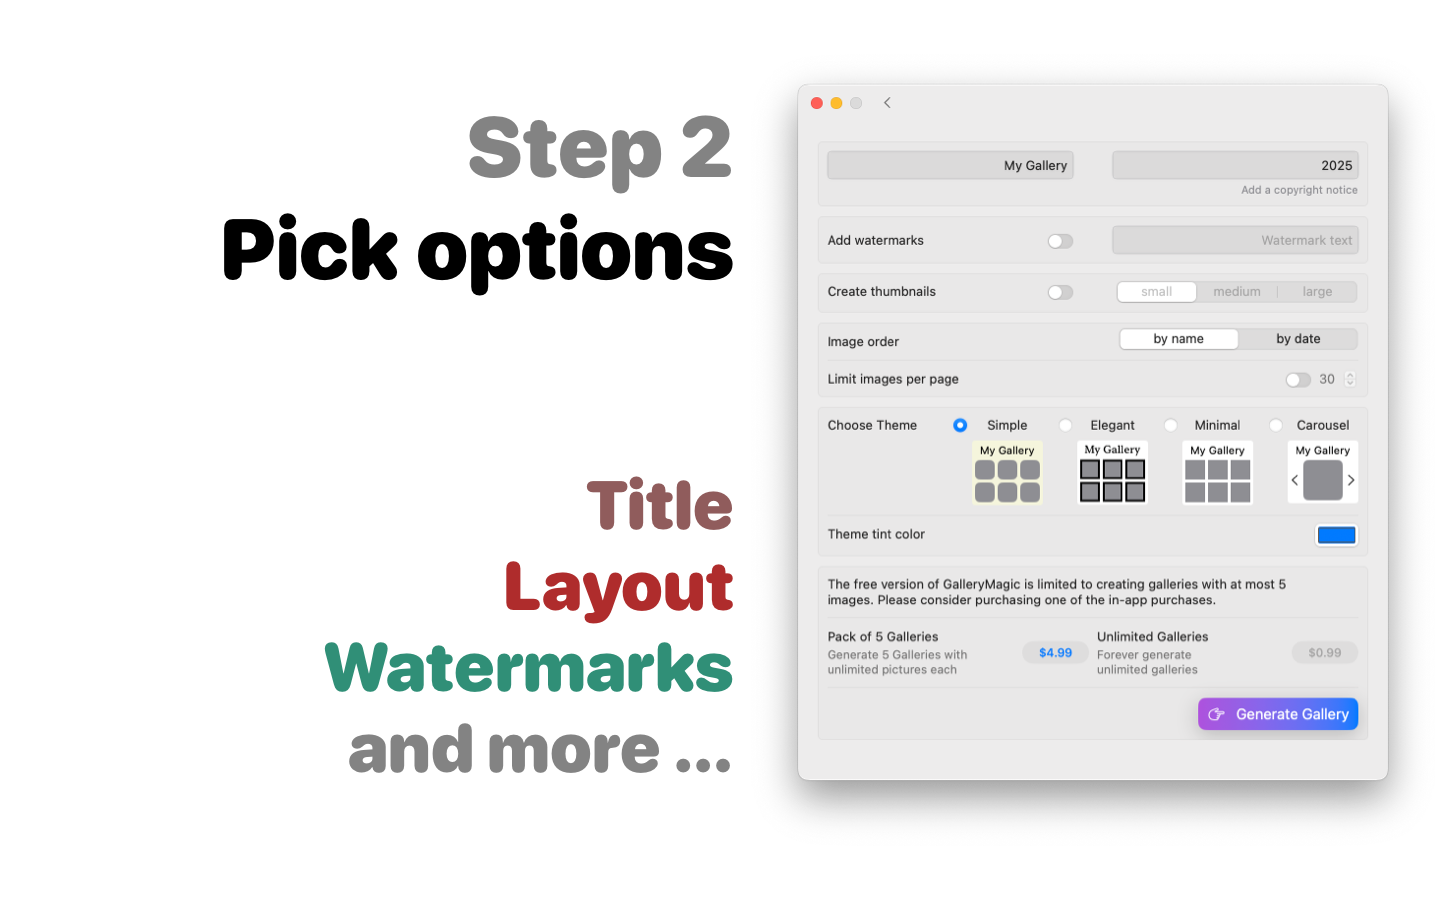 Step 2
Pick options
Title
Layout
Watermarks
and more ...
My Gallery
2025
Add a copyright notice
Add watermarks
Watermark text
Create thumbnails
small
medium
large
Image order
by name
by date
Limit images per page
30
Choose Theme
Simple
Elegant
Minimal
Carousel
My Gallery
My Gallery
My Gallery
My Gallery
Theme tint color
The free version of GalleryMagic is limited to creating galleries with at most 5
images. Please consider purchasing one of the in-app purchases.
Pack of 5 Galleries
Generate 5 Galleries with
unlimited pictures each
$4.99
Unlimited Galleries
Forever generate
unlimited galleries
$0.99
Generate Gallery